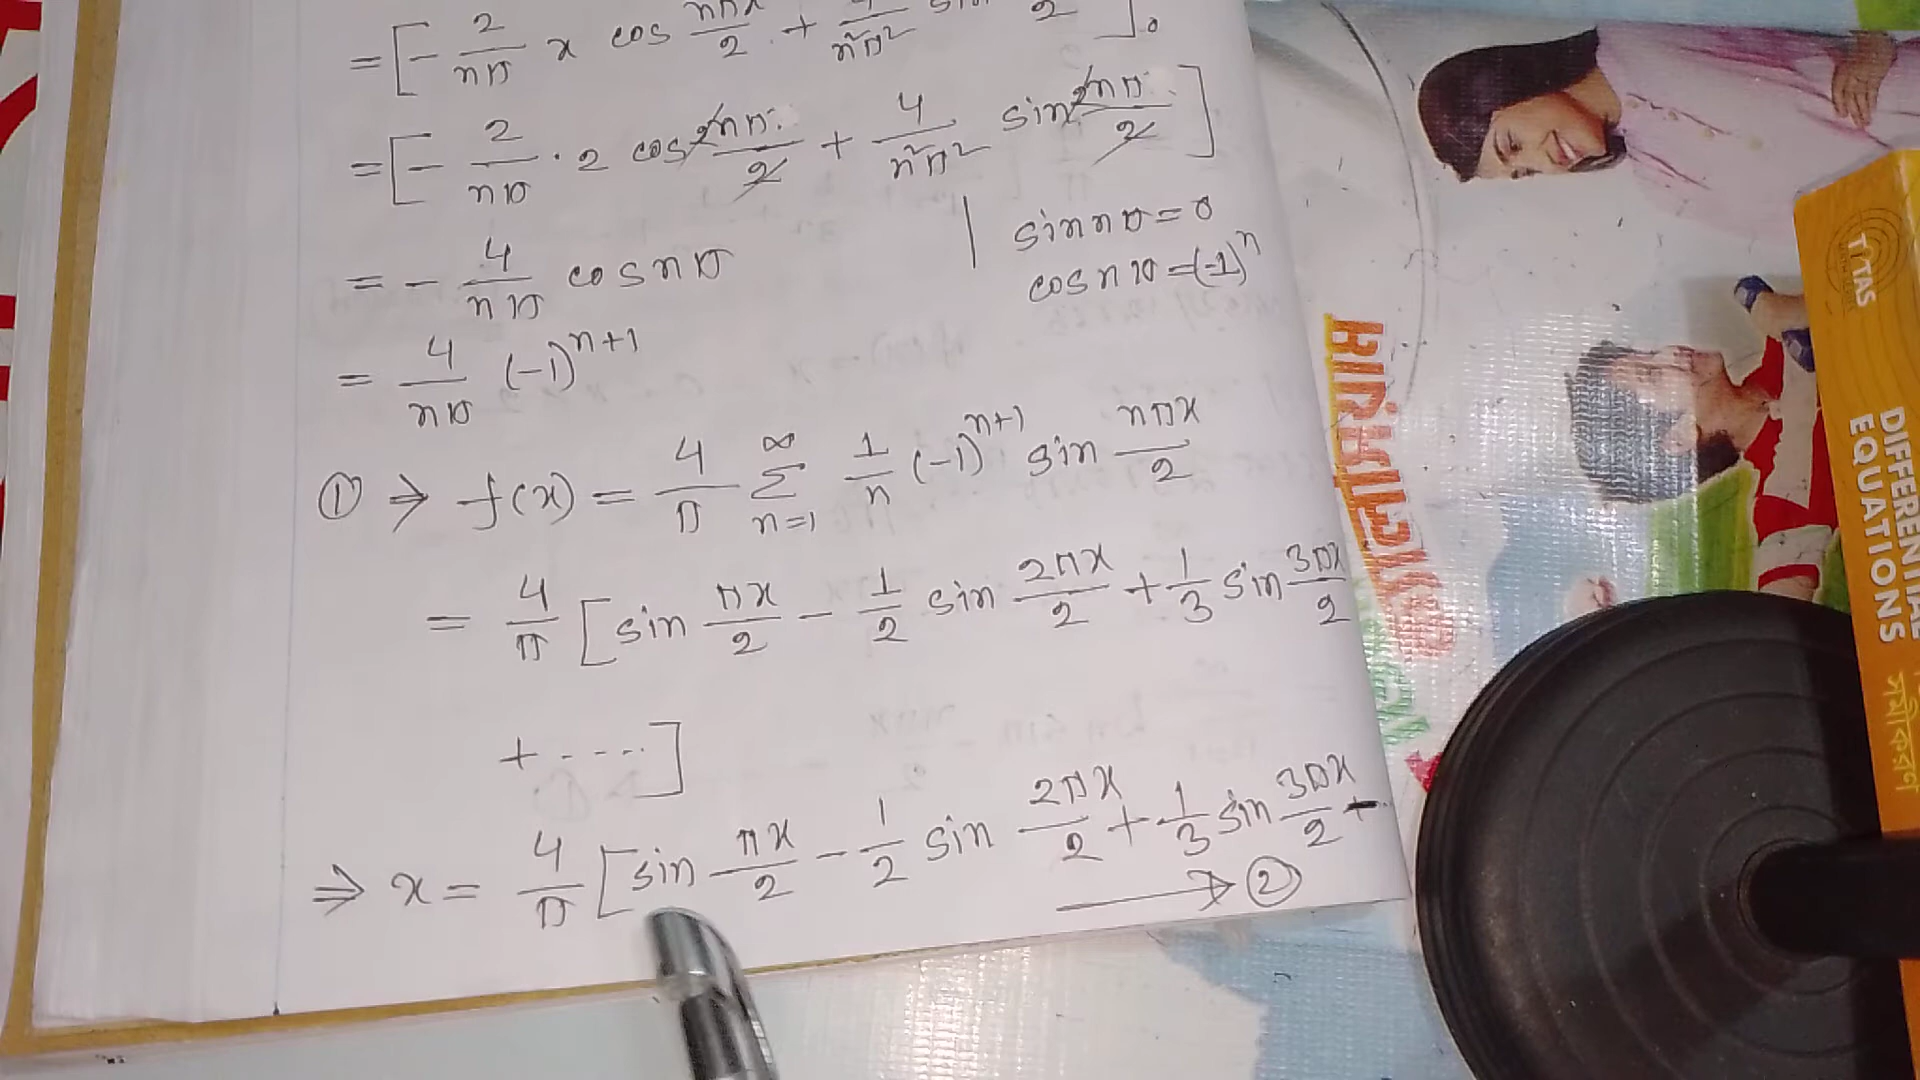 = [ - 2/nπ x cos nπx/2 + 4/n²π² sin 2 ]₀
= [ - 2/nπ · 2 cos 2nπ/2 + 4/n²π² sin 2nπ/2 ]
= - 4/nπ cos nπ | sin nπ = 0
cos nπ = (-1)^n
= 4/nπ (-1)^{n+1}
① ⇒ f(x) = 4/π Σ_{n=1}^{∞} 1/n (-1)^{n+1} sin nπx/2
= 4/π [ sin πx/2 - 1/2 sin 2πx/2 + 1/3 sin 3πx/2
+ ----- ]
⇒ x = 4/π [ sin πx/2 - 1/2 sin 2πx/2 + 1/3 sin 3πx/2 +
→ ②
TITAS
DIFFERENTIAL
EQUATIONS
সমীকরণ